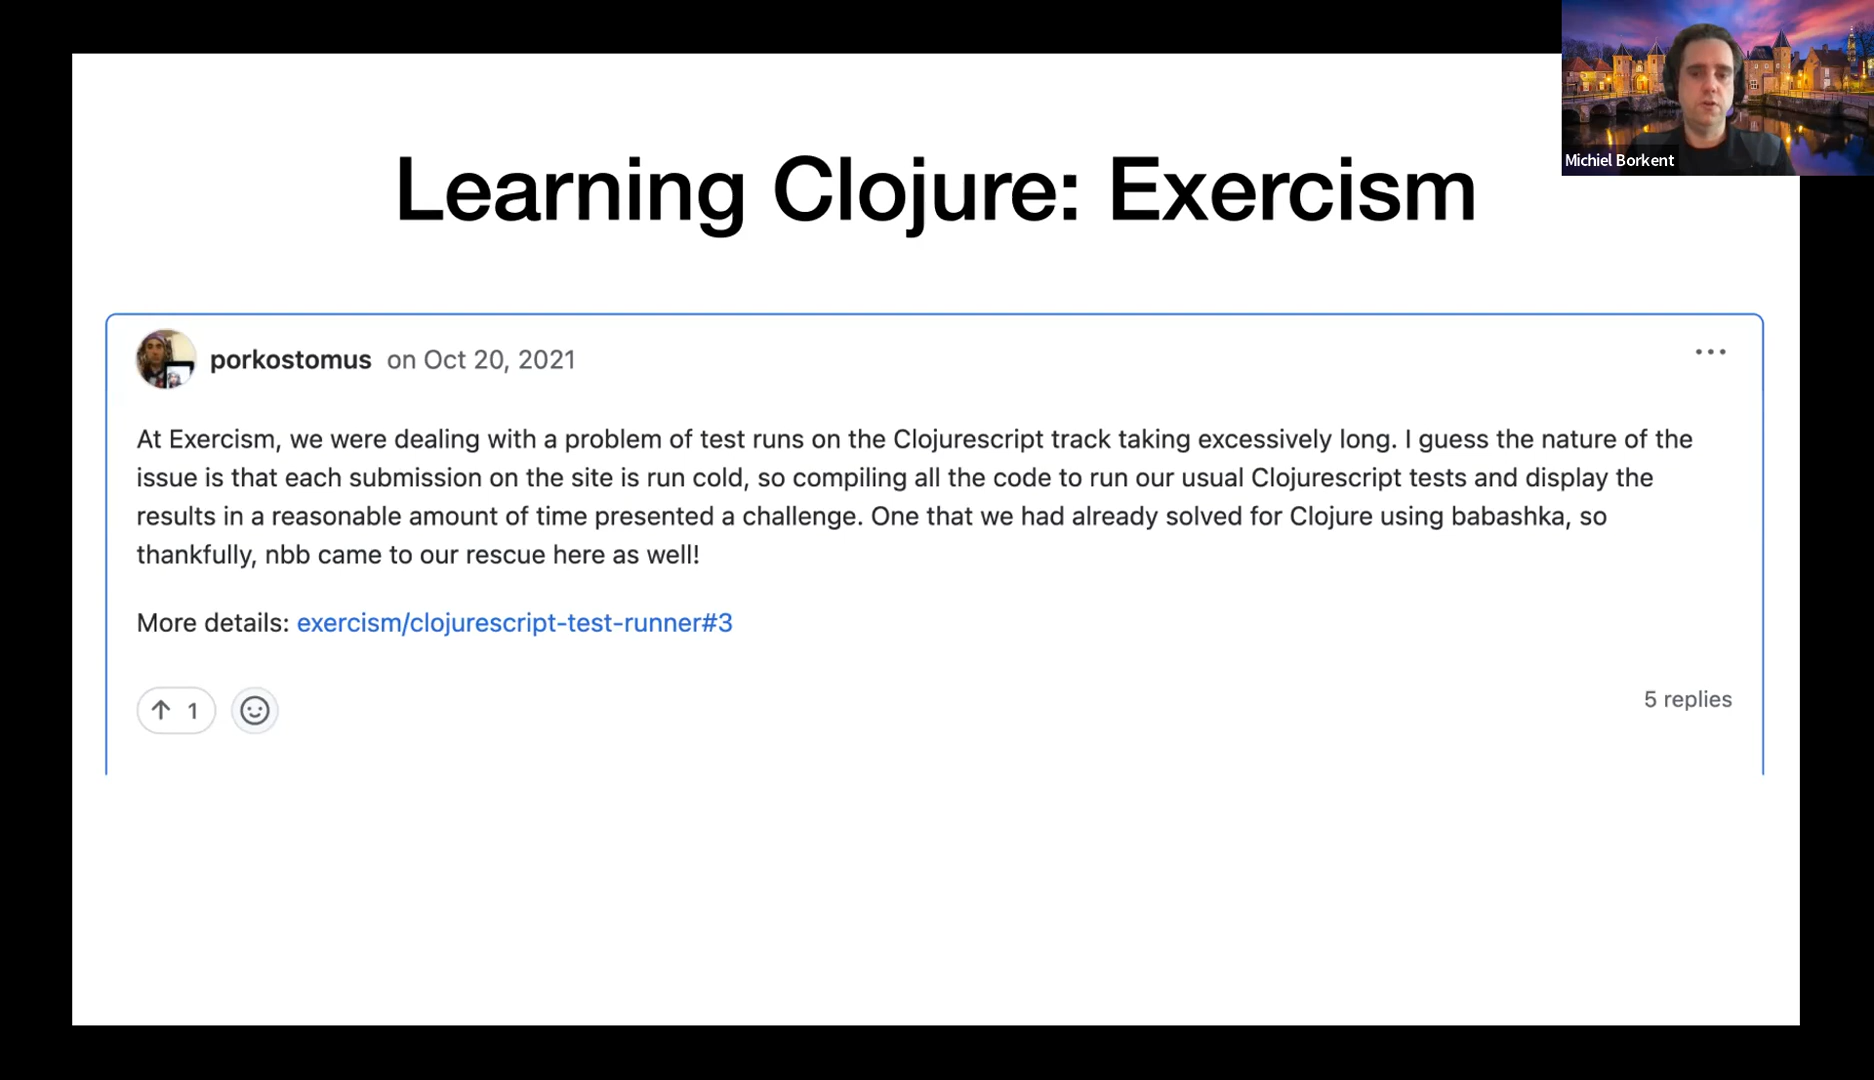 Michiel Borkent
Learning Clojure: Exercism
porkostomus on Oct 20, 2021
At Exercism, we were dealing with a problem of test runs on the Clojurescript track taking excessively long. I guess the nature of the
issue is that each submission on the site is run cold, so compiling all the code to run our usual Clojurescript tests and display the
results in a reasonable amount of time presented a challenge. One that we had already solved for Clojure using babashka, so
thankfully, nbb came to our rescue here as well!
More details: exercism/clojurescript-test-runner#3
1
5 replies